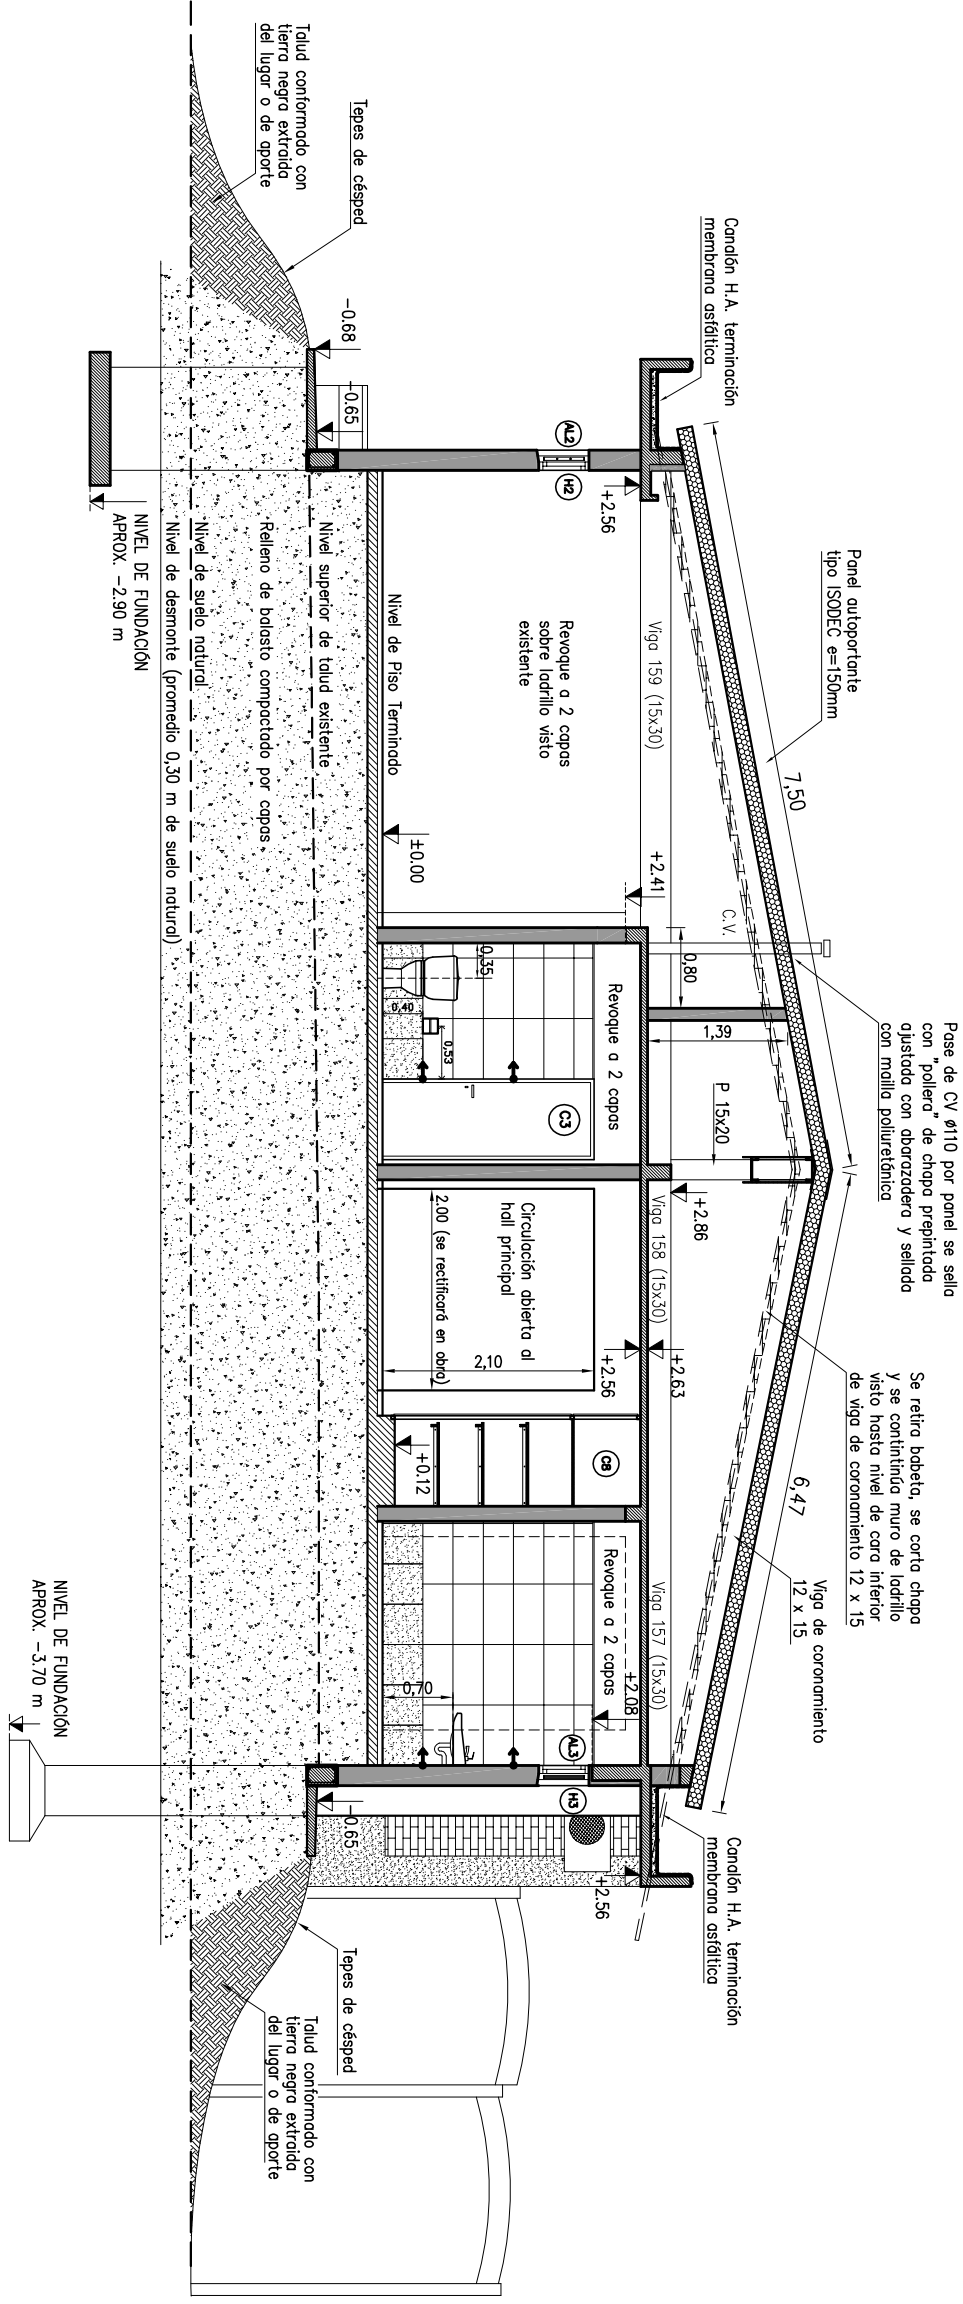 Pase de CV ø110 por panel se sella
con "pollera" de chapa prepintada
ajustada con abarazadera y sellada
con mailla poliuretánica
Se retira babeta, se corta chapa
y se contintinúa muro de ladrillo
visto hasta nivel de cara inferior
de viga de coronamiento 12 x 15
Panel autoportante
tipo ISODEC e=150mm
Viga de coronamiento
12 x 15
7,50
6,47
Canalón H.A. terminación
membrana asfáltica
Canalón H.A. terminación
membrana asfáltica
C.V.
0,80
1,39
P 15x20
+2.86
Viga 159 (15x30)
+2.41
Viga 158 (15x30)
+2.63
Viga 157 (15x30)
+2.56
+2.56
+2.08
+2.56
AL2
H2
Revoque a 2 capas
sobre ladrillo visto
existente
Revoque a 2 capas
C3
Circulación abierta al
hall principal
2,10
2.00 (se rectificará en obra)
C8
Revoque a 2 capas
AL3
H3
0,35
0,40
0,53
+0.12
0,70
Nivel de Piso Terminado
±0.00
-0.68
-0.65
-0.65
Tepes de césped
Tepes de césped
Talud conformado con
tierra negra extraida
del lugar o de aporte
Talud conformado con
tierra negra extraida
del lugar o de aporte
Nivel superior de talud existente
Relleno de balasto compactado por capas
Nivel de suelo natural
Nivel de desmonte (promedio 0,30 m de suelo natural)
NIVEL DE FUNDACIÓN
APROX. -2.90 m
NIVEL DE FUNDACIÓN
APROX. -3.70 m